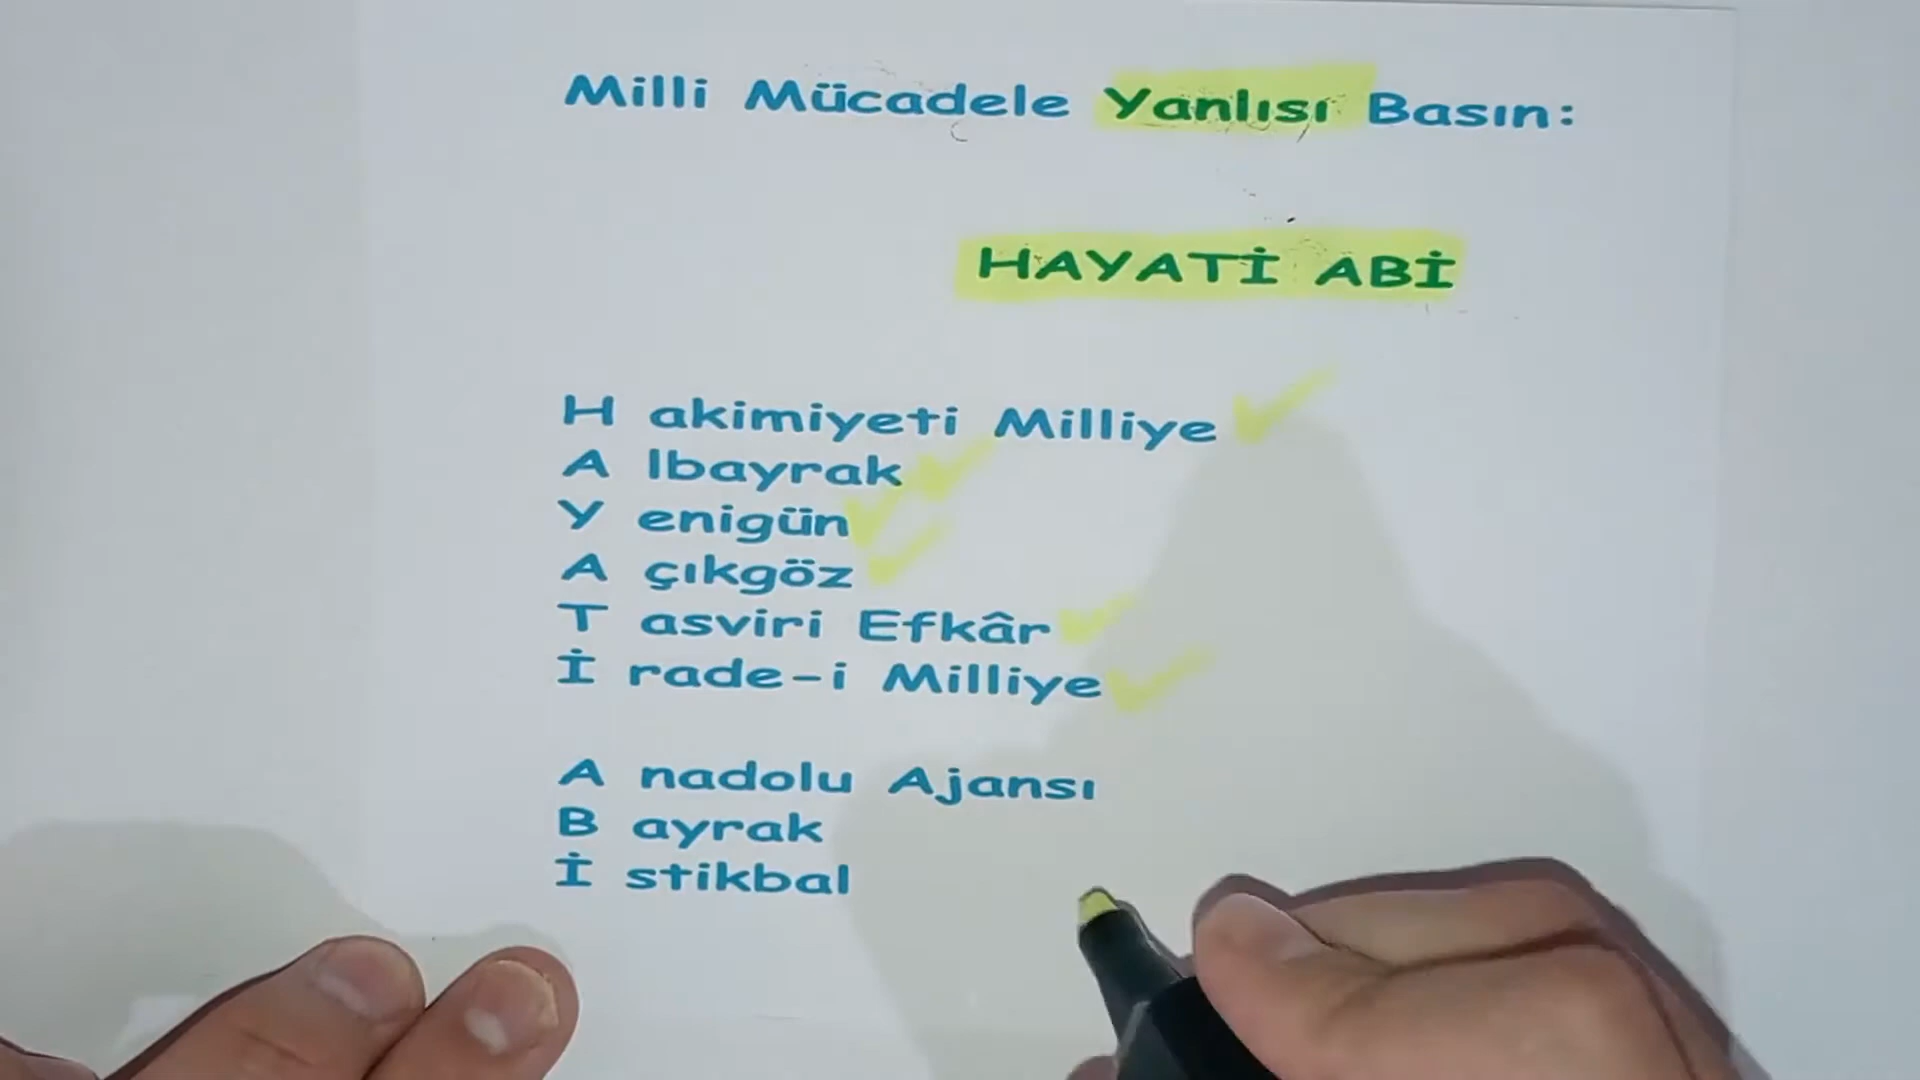 Milli Mücadele Yanlısı Basın:
HAYATİ ABİ
H akimiyeti Milliye
A lbayrak
Y enigün
A çıkgöz
T asviri Efkâr
İ rade-i Milliye
A nadolu Ajansı
B ayrak
İ stikbal